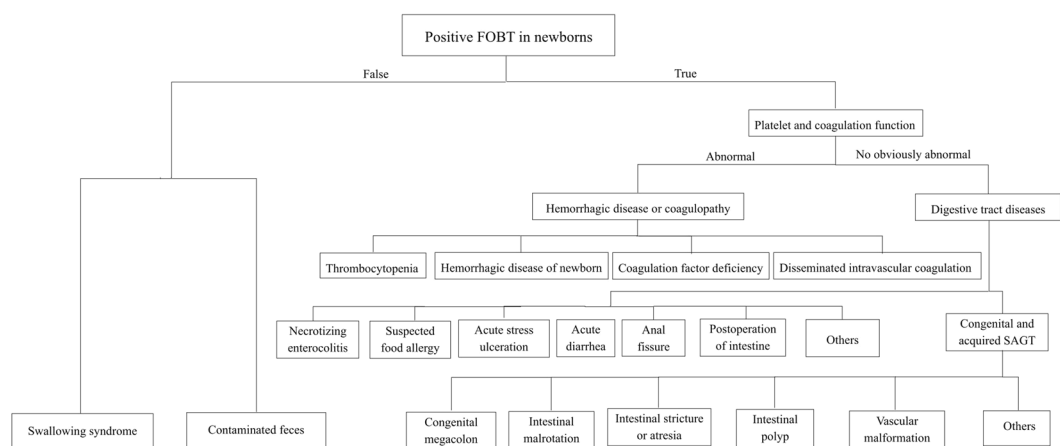 Positive FOBT in newborns
False
True
Platelet and coagulation function
Abnormal
No obviously abnormal
Hemorrhagic disease or coagulopathy
Digestive tract diseases
Thrombocytopenia
Hemorrhagic disease of newborn
Coagulation factor deficiency
Disseminated intravascular coagulation
Necrotizing
enterocolitis
Suspected
food allergy
Acute stress
ulceration
Acute
diarrhea
Anal
fissure
Postoperation
of intestine
Others
Congenital and
acquired SAGT
Swallowing syndrome
Contaminated feces
Congenital
megacolon
Intestinal
malrotation
Intestinal stricture
or atresia
Intestinal
polyp
Vascular
malformation
Others